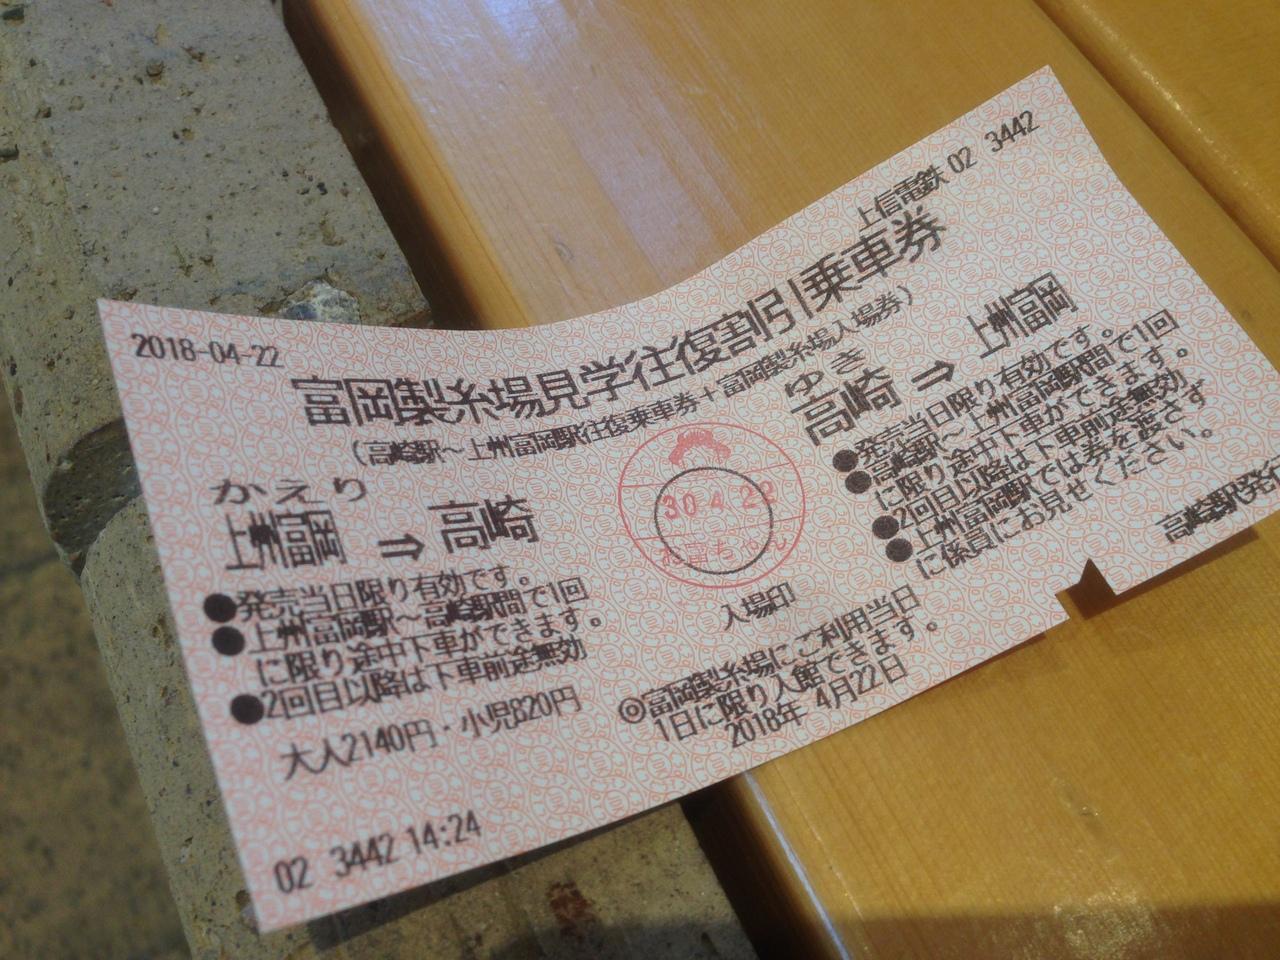 上信電鉄 02 3442
2018-04-22
富岡製糸場見学往復割引乗車券
(高崎駅～上州富岡駅往復乗車券＋富岡製糸場入場券)
ゆき
高崎 ⇒ 上州富岡
●発売当日限り有効です。
●高崎駅～上州富岡駅間で1回
に限り途中下車ができます。
●2回目以降は下車前途無効
●上州富岡駅では券を渡さず
に係員にお見せください。
高崎駅発行
かえり
上州富岡 ⇒ 高崎
●発売当日限り有効です。
●上州富岡駅～高崎駅間で1回
に限り途中下車ができます。
●2回目以降は下車前途無効
大人2140円・小児820円
30.4.22
お富ちゃん
入場印
◎富岡製糸場にご利用当日
1日に限り入館できます。
2018年 4月22日
02 3442 14:24